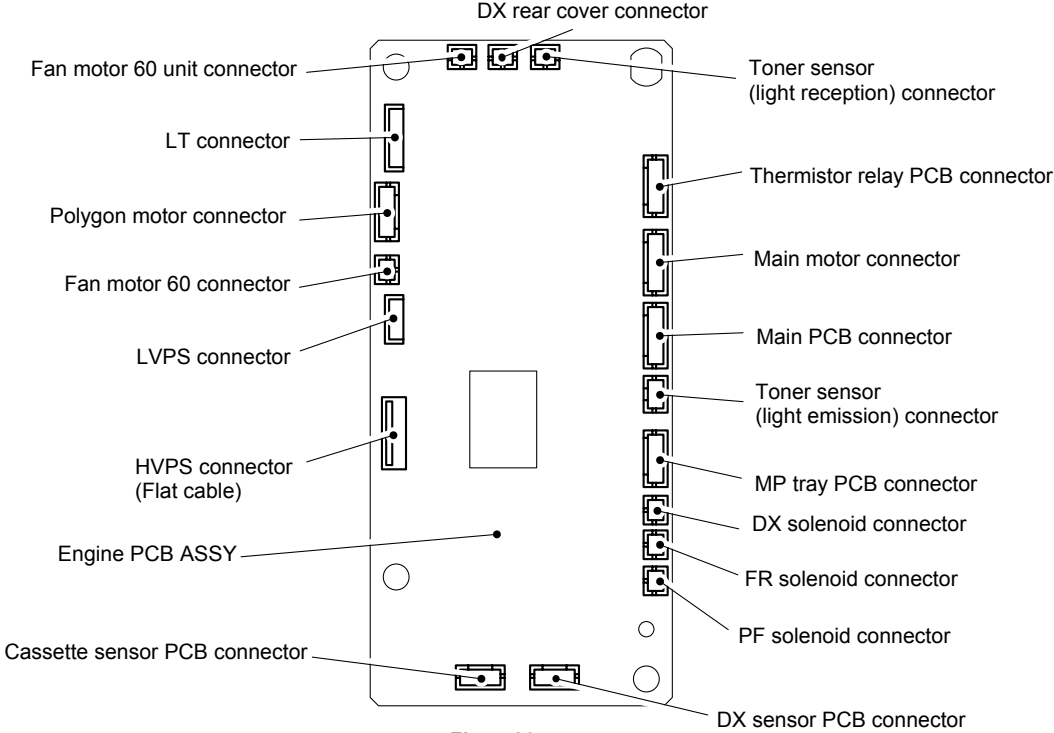 DX rear cover connector
Fan motor 60 unit connector
Toner sensor
(light reception) connector
LT connector
Thermistor relay PCB connector
Polygon motor connector
Main motor connector
Fan motor 60 connector
Main PCB connector
LVPS connector
Toner sensor
(light emission) connector
HVPS connector
(Flat cable)
MP tray PCB connector
DX solenoid connector
Engine PCB ASSY
FR solenoid connector
PF solenoid connector
Cassette sensor PCB connector
DX sensor PCB connector